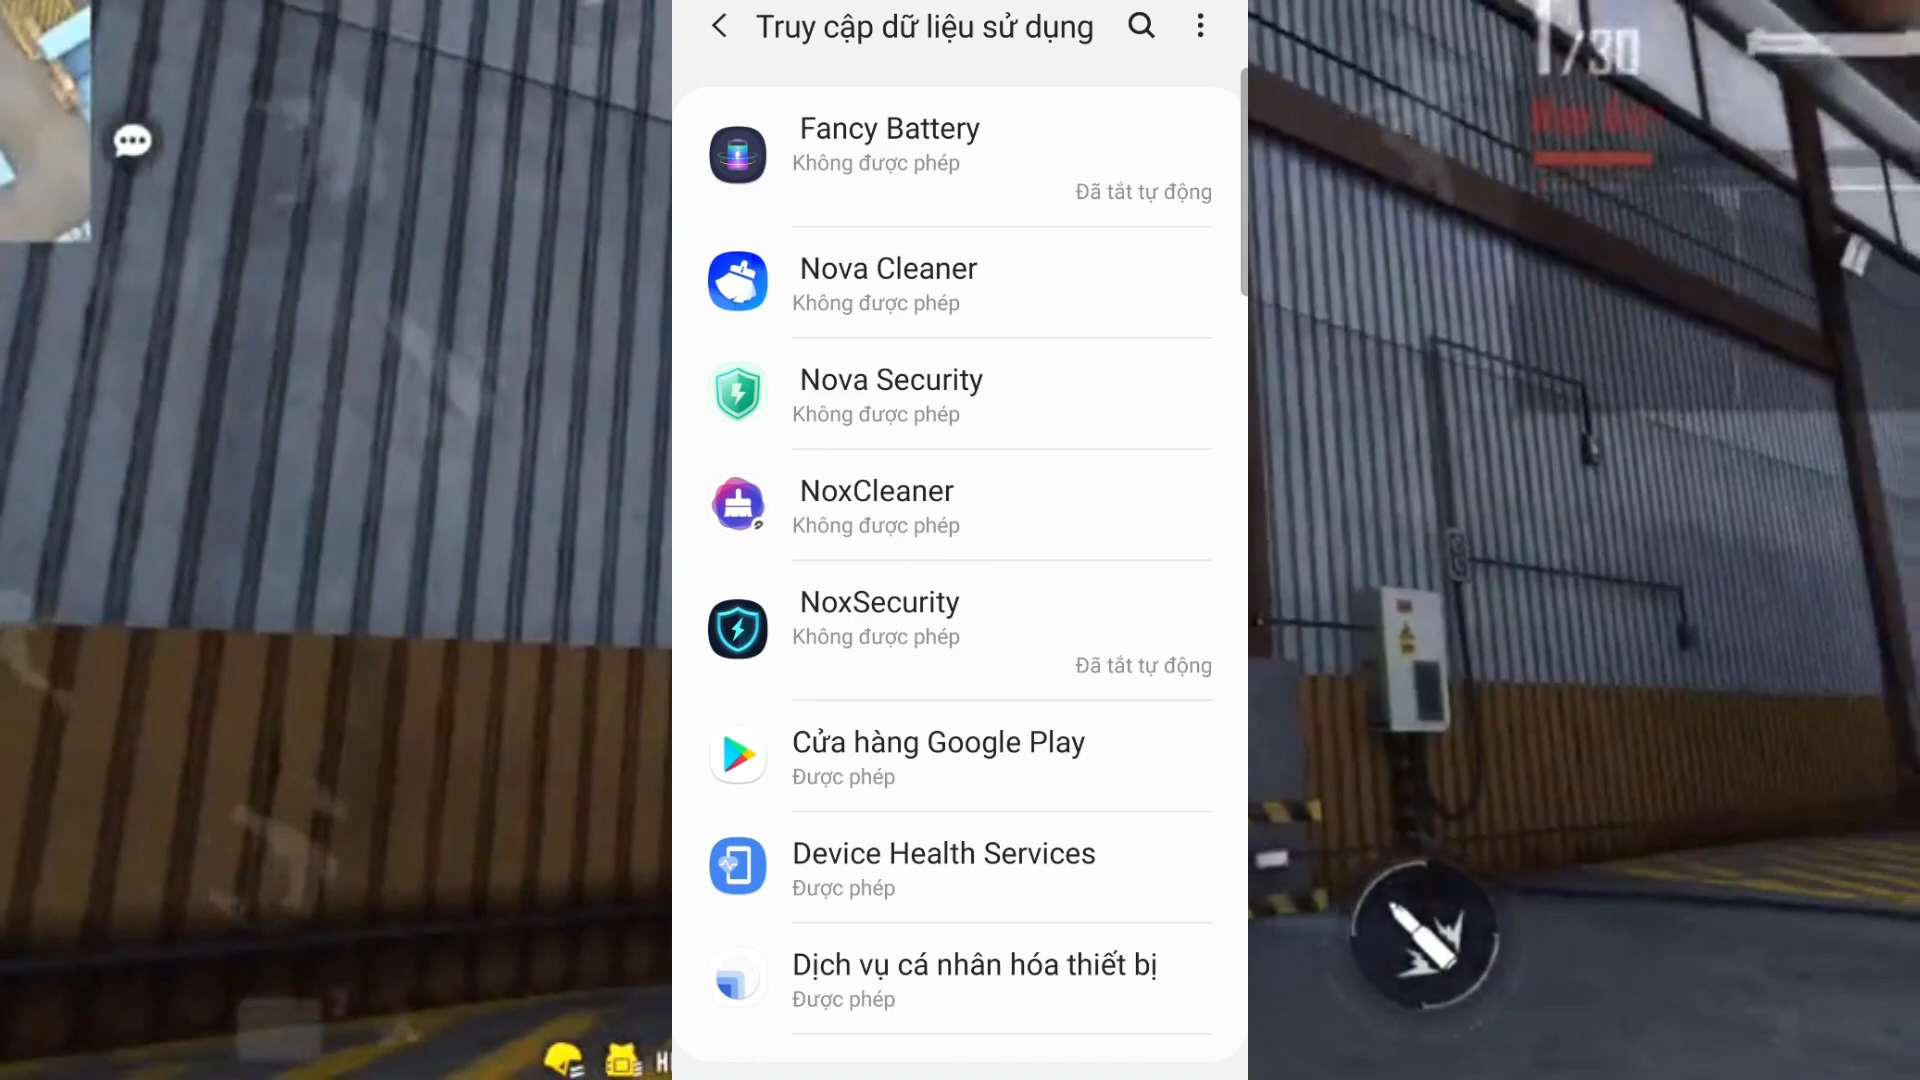 Truy cập dữ liệu sử dụng
Fancy Battery
Không được phép
Đã tắt tự động
Nova Cleaner
Không được phép
Nova Security
Không được phép
NoxCleaner
Không được phép
NoxSecurity
Không được phép
Đã tắt tự động
Cửa hàng Google Play
Được phép
Device Health Services
Được phép
Dịch vụ cá nhân hóa thiết bị
Được phép
1/30